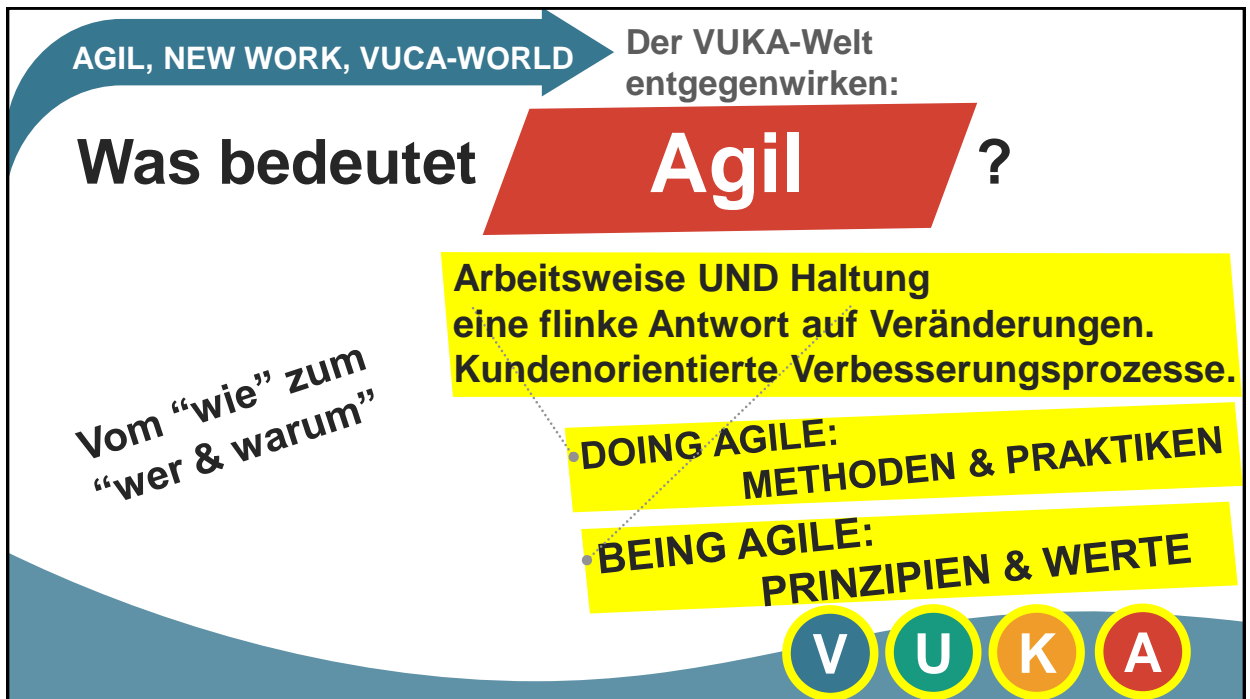 AGIL, NEW WORK, VUCA-WORLD
Der VUKA-Welt
entgegenwirken:
Was bedeutet Agil ?
Arbeitsweise UND Haltung
eine flinke Antwort auf Veränderungen.
Kundenorientierte Verbesserungsprozesse.
Vom “wie” zum
“wer & warum”
DOING AGILE:
METHODEN & PRAKTIKEN
BEING AGILE:
PRINZIPIEN & WERTE
V U K A